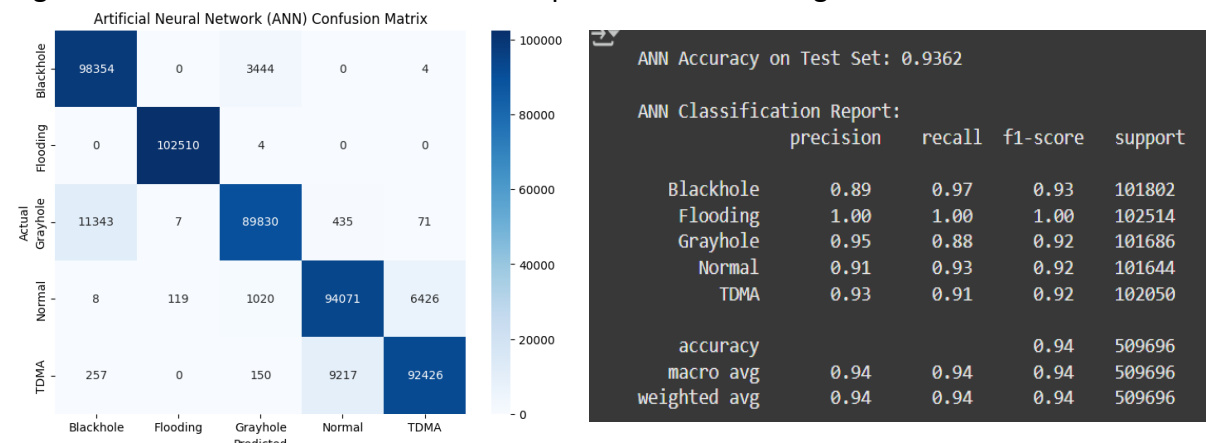 Artificial Neural Network (ANN) Confusion Matrix
Blackhole 98354 0 3444 0 4
Flooding 0 102510 4 0 0
Grayhole 11343 7 89830 435 71
Normal 8 119 1020 94071 6426
TDMA 257 0 150 9217 92426
Actual
Blackhole Flooding Grayhole Normal TDMA
Predicted
100000
80000
60000
40000
20000
0
ANN Accuracy on Test Set: 0.9362
ANN Classification Report:
precision recall f1-score support
Blackhole 0.89 0.97 0.93 101802
Flooding 1.00 1.00 1.00 102514
Grayhole 0.95 0.88 0.92 101686
Normal 0.91 0.93 0.92 101644
TDMA 0.93 0.91 0.92 102050
accuracy 0.94 509696
macro avg 0.94 0.94 0.94 509696
weighted avg 0.94 0.94 0.94 509696